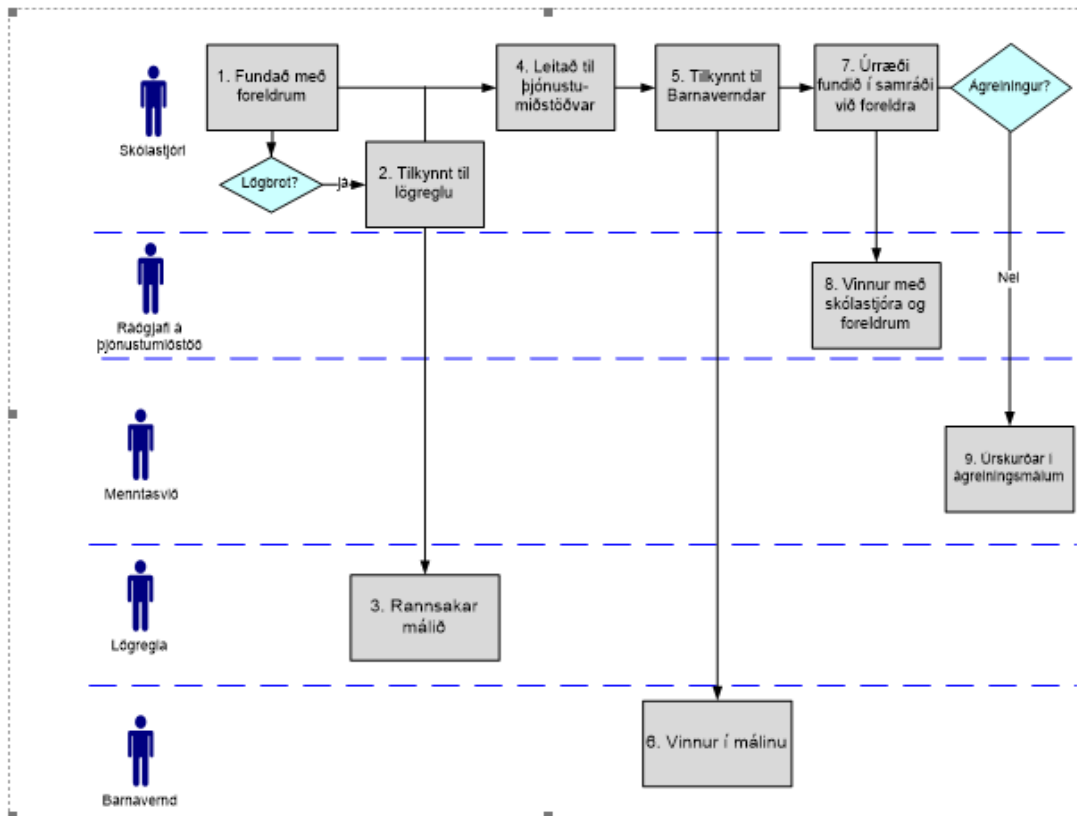 1. Fundað með
foreldrum
4. Leitað til
þjónustu-
miðstöðvar
5. Tilkynnt til
Barnaverndar
7. Úrræði
fundið í samráði
við foreldra
Ágreiningur?
Skólastjóri
Lögbrot?
já
2. Tilkynnt til
lögreglu
Ráðgjafi á
þjónustumiðstöð
8. Vinnur með
skólastjóra og
foreldrum
Nei
Menntasvið
9. Úrskurðar í
ágreiningsmálum
Lögregla
3. Rannsakar
málið
Barnavernd
6. Vinnur í málinu